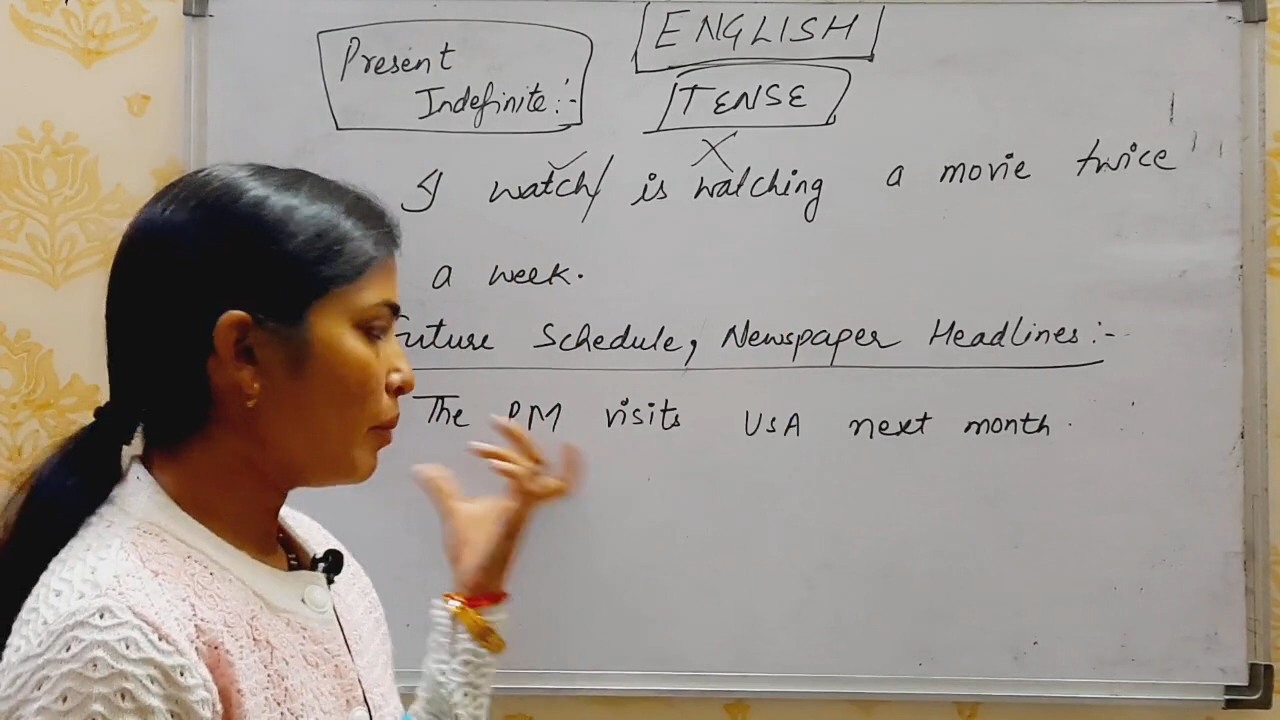 ENGLISH
Present
Indefinite:-
TENSE
I watch/ is watching a movie twice
a week.
Future Schedule, Newspaper Headlines:-
The PM visits USA next month.